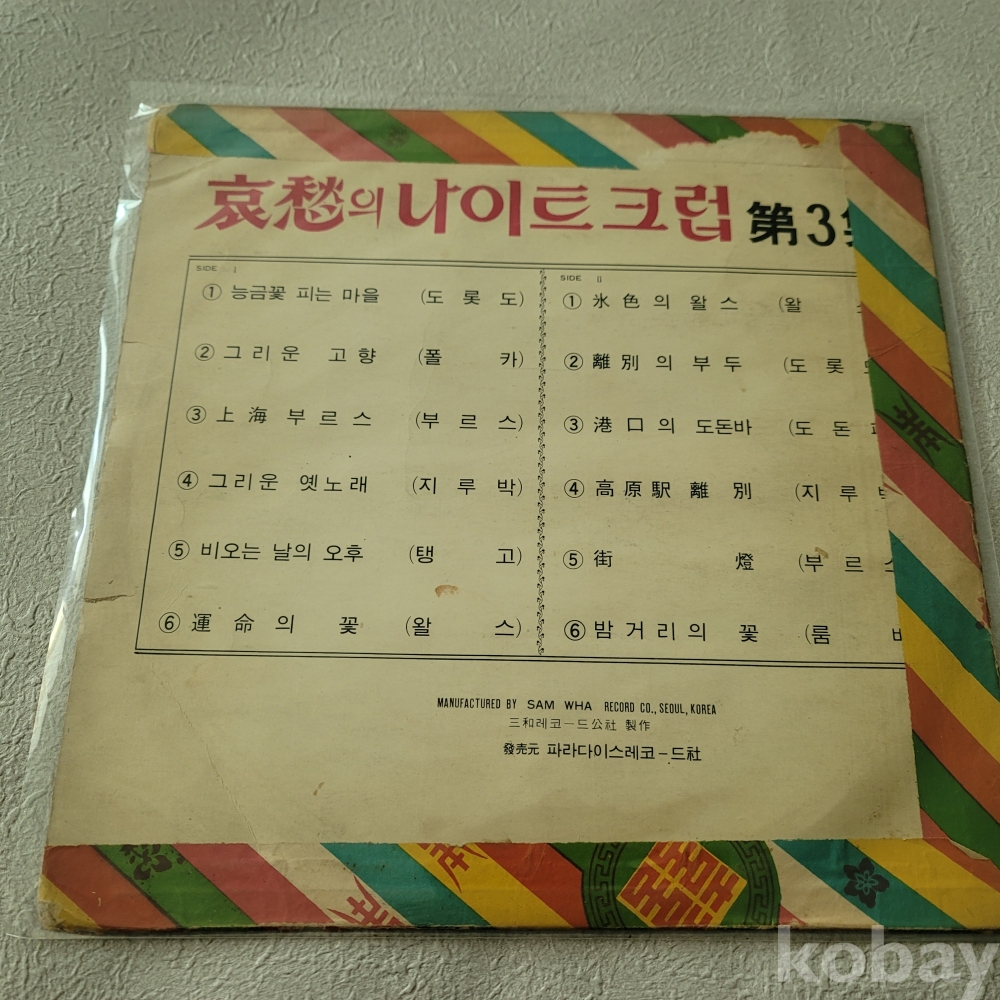 哀愁의 나이트크럽 第3集
SIDE I
① 능금꽃 피는 마을 (도 롯 도)
② 그리운 고향 (폴 카)
③ 上海 부르스 (부 르 스)
④ 그리운 옛노래 (지 루 박)
⑤ 비오는 날의 오후 (탱 고)
⑥ 運命의 꽃 (왈 스)
SIDE II
① 氷色의 왈스 (왈
② 離別의 부두 (도 롯
③ 港口의 도돈바 (도 돈
④ 高原駅 離別 (지 루
⑤ 街燈 (부 르 스
⑥ 밤거리의 꽃 (룸
MANUFACTURED BY SAM WHA RECORD CO., SEOUL, KOREA
三和레코-드公社 製作
發売元 파라다이스레코-드社
囍
kobay